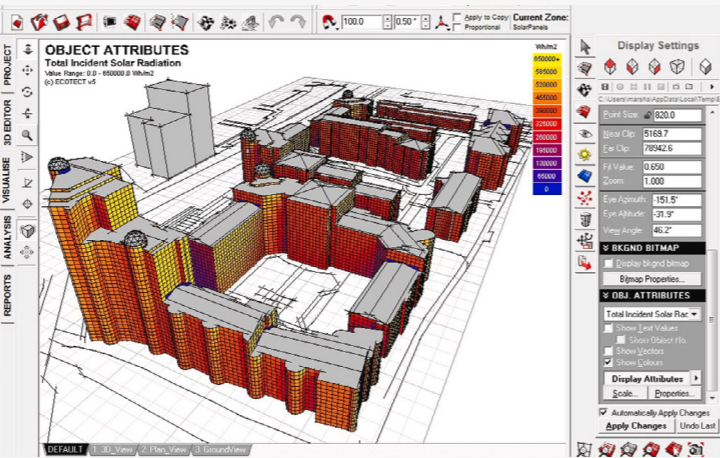 100.0
0.50°
Apply to Copy
Proportional
Current Zone:
SolarPanels
PROJECT
3D EDITOR
VISUALISE
ANALYSIS
REPORTS
OBJECT ATTRIBUTES
Total Incident Solar Radiation
Value Range: 0.0 - 650000.0 Wh/m2
(c) ECOTECT v5
Wh/m2
650000+
585000
520000
455000
390000
325000
260000
195000
130000
65000
0
DEFAULT
1. 3D_View
2. Plan_View
3. GroundView
Display Settings
Point Size: 820.0
Near Clip: 5169.7
Far Clip: 78942.6
Fit Value: 0.650
Zoom: 1.000
Eye Azimuth: -151.5°
Eye Altitude: -31.9°
View Angle: 46.2°
BKGND BITMAP
Display bkgnd bitmap
Bitmap Properties...
OBJ. ATTRIBUTES
Total Incident Solar Rac
Show Text Values
Show Object No.
Show Vectors
Show Colours
Display Attributes
Scale... Properties...
Automatically Apply Changes
Apply Changes Undo Last